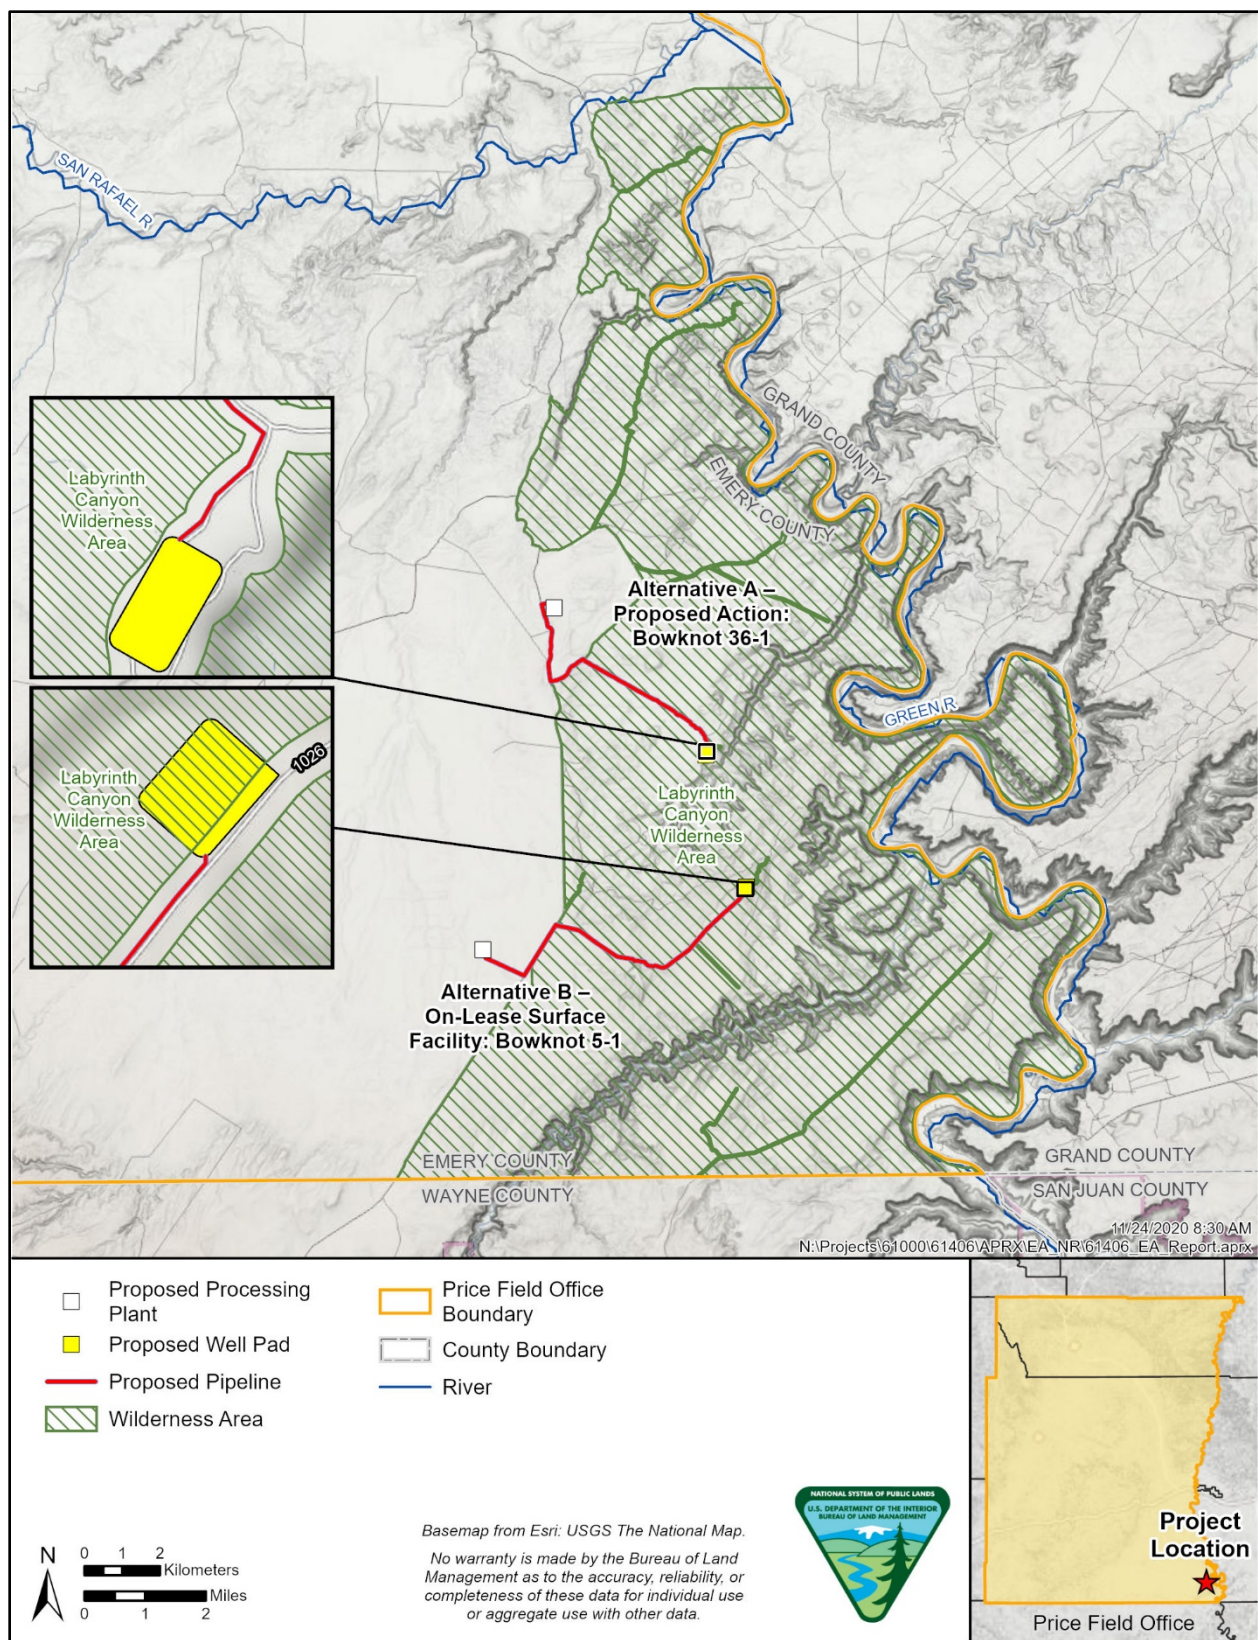 SAN RAFAEL R
GRAND COUNTY
EMERY COUNTY
Labyrinth
Canyon
Wilderness
Area
Labyrinth
Canyon
Wilderness
Area
1026
Alternative A –
Proposed Action:
Bowknot 36-1
GREEN R
Labyrinth
Canyon
Wilderness
Area
Alternative B –
On-Lease Surface
Facility: Bowknot 5-1
EMERY COUNTY
WAYNE COUNTY
GRAND COUNTY
SAN JUAN COUNTY
11/24/2020 8:30 AM
N:\Projects\61000\61406\APRX\EA_NR\61406_EA_Report.aprx
Proposed Processing
Plant
Proposed Well Pad
Proposed Pipeline
Wilderness Area
Price Field Office
Boundary
County Boundary
River
N
0 1 2
Kilometers
Miles
0 1 2
Basemap from Esri: USGS The National Map.
No warranty is made by the Bureau of Land
Management as to the accuracy, reliability, or
completeness of these data for individual use
or aggregate use with other data.
NATIONAL SYSTEM OF PUBLIC LANDS
U.S. DEPARTMENT OF THE INTERIOR
BUREAU OF LAND MANAGEMENT
Project
Location
Price Field Office